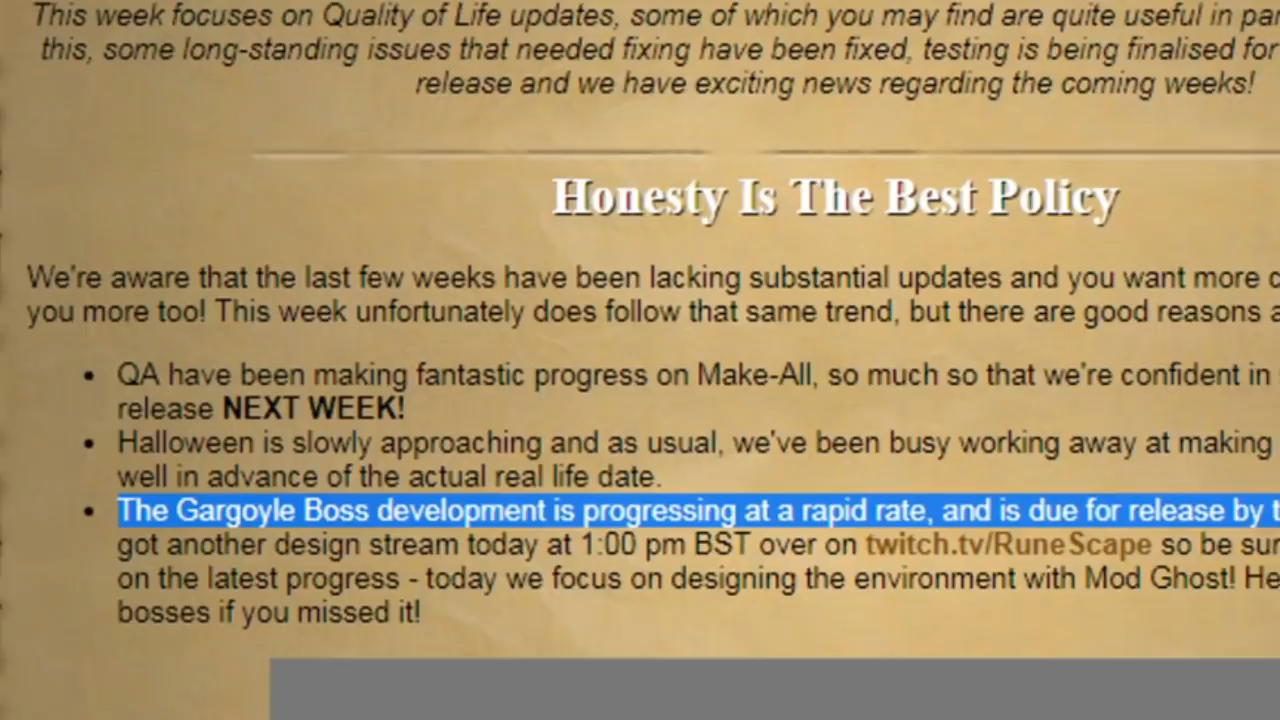 This week focuses on Quality of Life updates, some of which you may find are quite useful in
this, some long-standing issues that needed fixing have been fixed, testing is being finalised for
release and we have exciting news regarding the coming weeks!
Honesty Is The Best Policy
We're aware that the last few weeks have been lacking substantial updates and you want more
you more too! This week unfortunately does follow that same trend, but there are good reasons
• QA have been making fantastic progress on Make-All, so much so that we're confident in
release NEXT WEEK!
• Halloween is slowly approaching and as usual, we've been busy working away at making
well in advance of the actual real life date.
• The Gargoyle Boss development is progressing at a rapid rate, and is due for release by
got another design stream today at 1:00 pm BST over on twitch.tv/RuneScape so be
on the latest progress - today we focus on designing the environment with Mod Ghost!
bosses if you missed it!